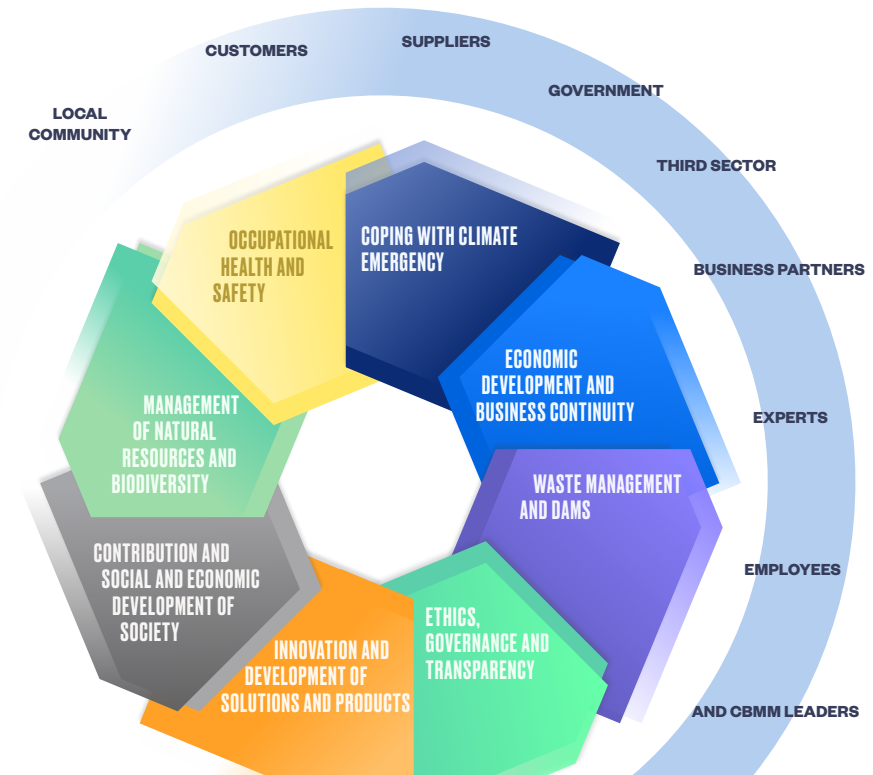 LOCAL
COMMUNITY
CUSTOMERS
SUPPLIERS
GOVERNMENT
THIRD SECTOR
BUSINESS PARTNERS
EXPERTS
EMPLOYEES
AND CBMM LEADERS
OCCUPATIONAL
HEALTH AND
SAFETY
COPING WITH CLIMATE
EMERGENCY
ECONOMIC
DEVELOPMENT AND
BUSINESS CONTINUITY
WASTE MANAGEMENT
AND DAMS
ETHICS,
GOVERNANCE AND
TRANSPARENCY
INNOVATION AND
DEVELOPMENT OF
SOLUTIONS AND PRODUCTS
CONTRIBUTION AND
SOCIAL AND ECONOMIC
DEVELOPMENT OF
SOCIETY
MANAGEMENT
OF NATURAL
RESOURCES AND
BIODIVERSITY